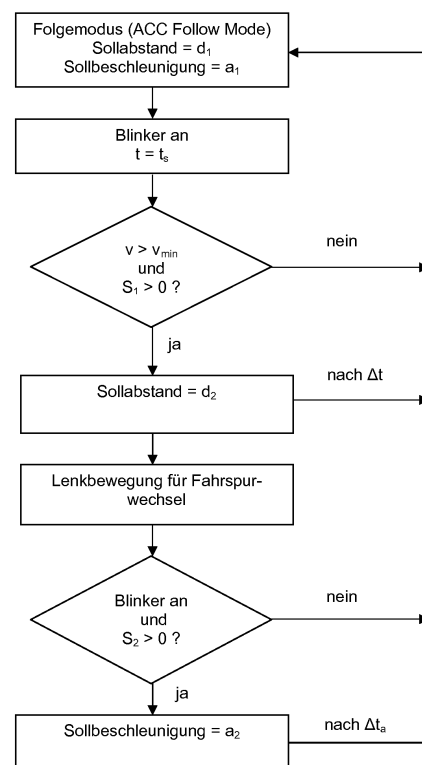 Folgemodus (ACC Follow Mode)
Sollabstand = d₁
Sollbeschleunigung = a₁
Blinker an
t = tₛ
v > vₘᵢₙ
und
S₁ > 0 ?
nein
ja
Sollabstand = d₂
nach Δt
Lenkbewegung für Fahrspur-
wechsel
Blinker an
und
S₂ > 0 ?
nein
ja
Sollbeschleunigung = a₂
nach Δtₐ